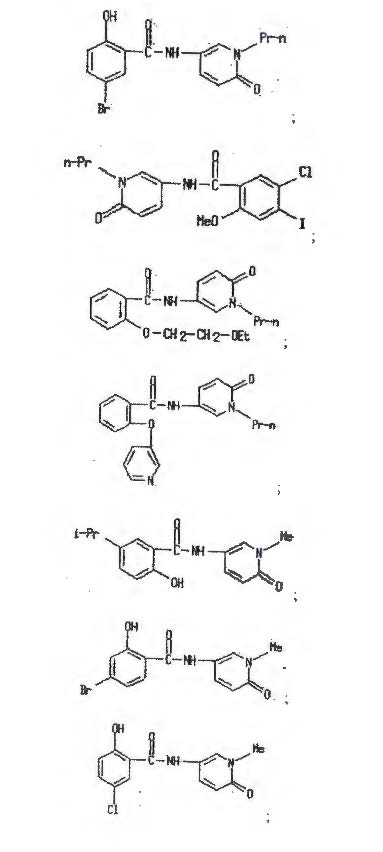 OH
O
C
NH
N
Pr-n
O
Br
;
n-Pr
N
O
NH
O
C
Cl
MeO
I
;
O
C
NH
O
N
Pr-n
O-CH2-CH2-OEt
;
O
C
NH
O
N
Pr-n
O
N
;
i-Pr
O
C
NH
N
Me
O
OH
;
OH
O
C
NH
N
Me
O
Br
;
OH
O
C
NH
N
Me
O
Cl
;